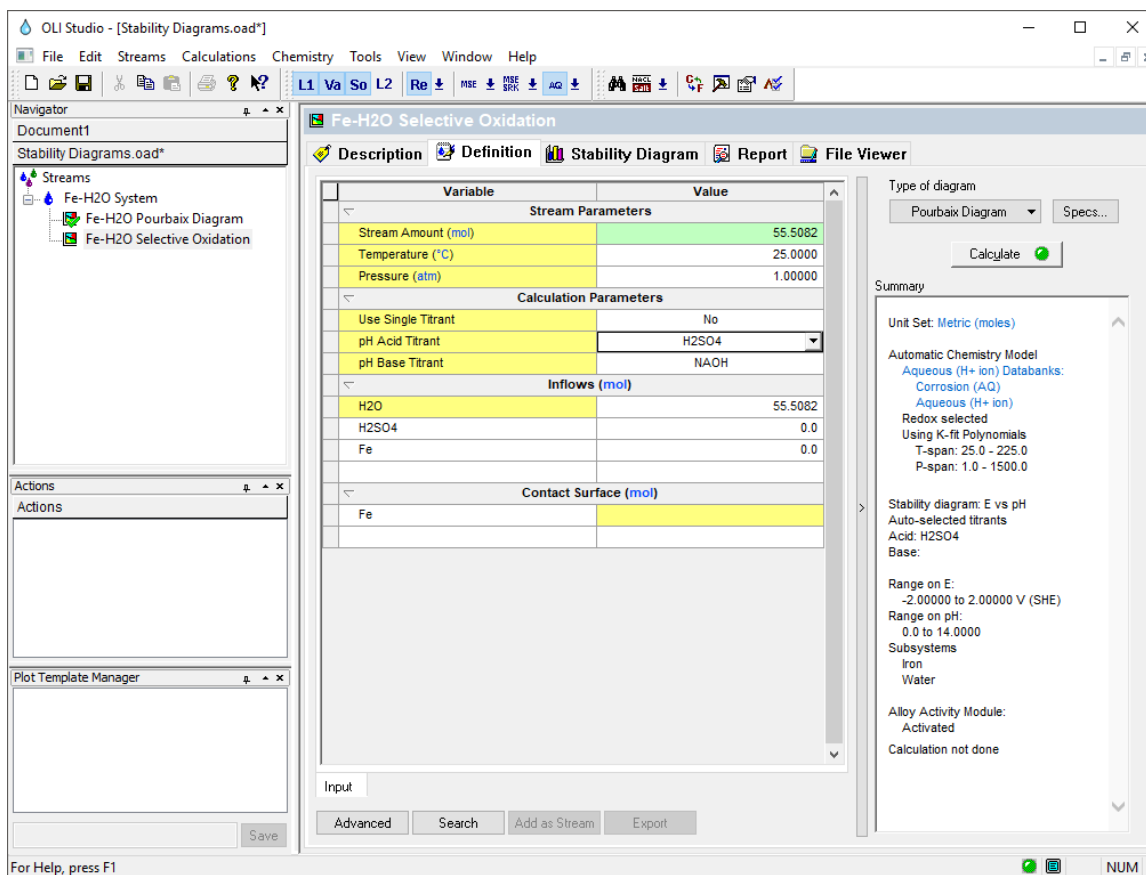 OLI Studio - [Stability Diagrams.oad*]
File Edit Streams Calculations Chemistry Tools View Window Help
L1 Va So L2 Re MSE MSE SRK AQ
Navigator
Document1
Stability Diagrams.oad*
Streams
Fe-H2O System
Fe-H2O Pourbaix Diagram
Fe-H2O Selective Oxidation
Actions
Actions
Plot Template Manager
Save
Fe-H2O Selective Oxidation
Description Definition Stability Diagram Report File Viewer
Variable Value
Stream Parameters
Stream Amount (mol) 55.5082
Temperature (°C) 25.0000
Pressure (atm) 1.00000
Calculation Parameters
Use Single Titrant No
pH Acid Titrant H2SO4
pH Base Titrant NAOH
Inflows (mol)
H2O 55.5082
H2SO4 0.0
Fe 0.0
Contact Surface (mol)
Fe
Input
Advanced Search Add as Stream Export
Type of diagram
Pourbaix Diagram Specs...
Calculate
Summary
Unit Set: Metric (moles)
Automatic Chemistry Model
Aqueous (H+ ion) Databanks:
Corrosion (AQ)
Aqueous (H+ ion)
Redox selected
Using K-fit Polynomials
T-span: 25.0 - 225.0
P-span: 1.0 - 1500.0
Stability diagram: E vs pH
Auto-selected titrants
Acid: H2SO4
Base:
Range on E:
-2.00000 to 2.00000 V (SHE)
Range on pH:
0.0 to 14.0000
Subsystems
Iron
Water
Alloy Activity Module:
Activated
Calculation not done
For Help, press F1 NUM